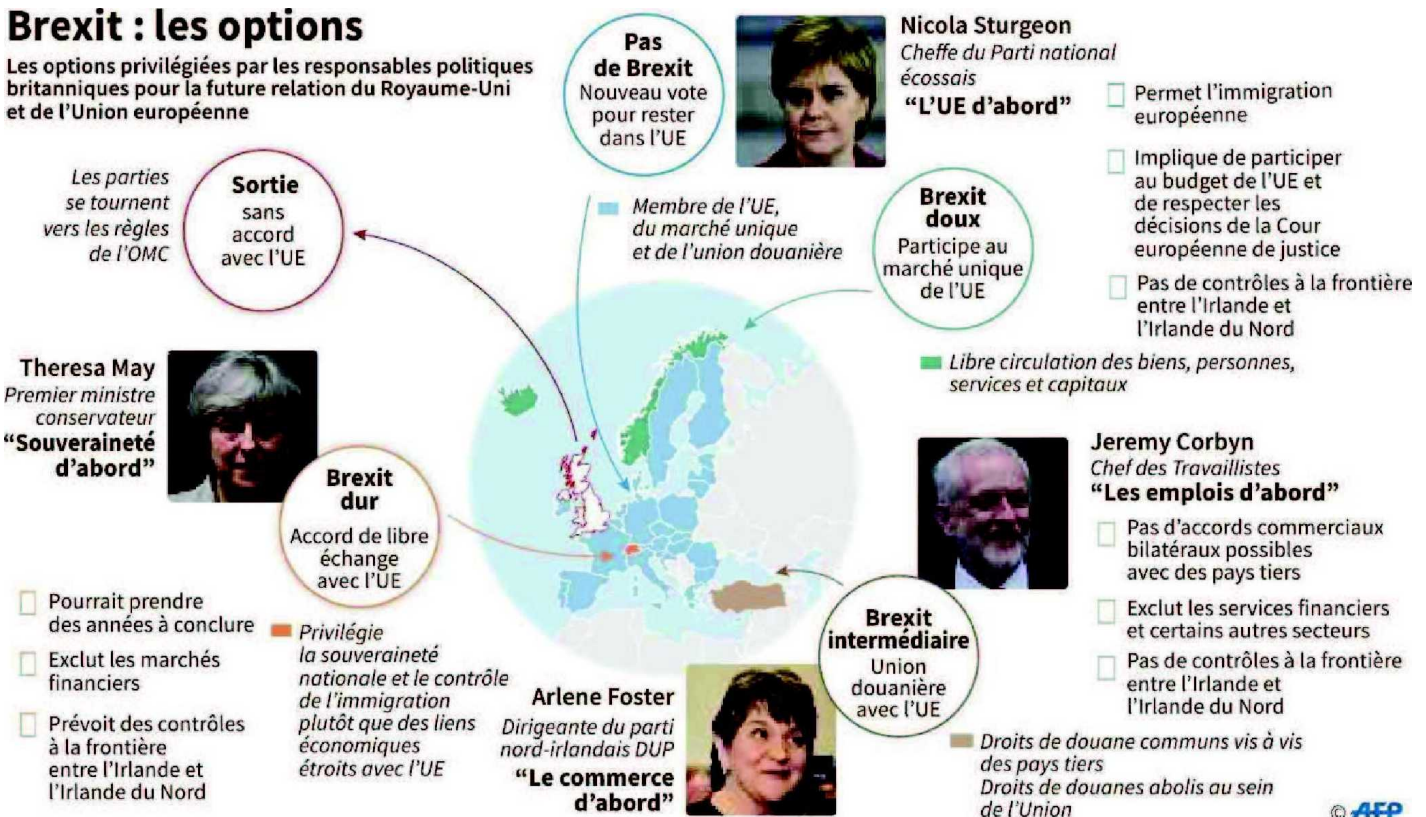 Brexit : les options
Les options privilégiées par les responsables politiques
britanniques pour la future relation du Royaume-Uni
et de l'Union européenne
Pas
de Brexit
Nouveau vote
pour rester
dans l'UE
Nicola Sturgeon
Cheffe du Parti national
écossais
"L'UE d'abord"
Permet l'immigration
européenne
Implique de participer
au budget de l'UE et
de respecter les
décisions de la Cour
européenne de justice
Pas de contrôles à la frontière
entre l'Irlande et
l'Irlande du Nord
Les parties
se tournent
vers les règles
de l'OMC
Sortie
sans
accord
avec l'UE
Membre de l'UE,
du marché unique
et de l'union douanière
Brexit
doux
Participe au
marché unique
de l'UE
Libre circulation des biens, personnes,
services et capitaux
Theresa May
Premier ministre
conservateur
"Souveraineté
d'abord"
Brexit
dur
Accord de libre
échange
avec l'UE
Pourrait prendre
des années à conclure
Exclut les marchés
financiers
Prévoit des contrôles
à la frontière
entre l'Irlande et
l'Irlande du Nord
Privilégie
la souveraineté
nationale et le contrôle
de l'immigration
plutôt que des liens
économiques
étroits avec l'UE
Arlene Foster
Dirigeante du parti
nord-irlandais DUP
"Le commerce
d'abord"
Brexit
intermédiaire
Union
douanière
avec l'UE
Jeremy Corbyn
Chef des Travaillistes
"Les emplois d'abord"
Pas d'accords commerciaux
bilatéraux possibles
avec des pays tiers
Exclut les services financiers
et certains autres secteurs
Pas de contrôles à la frontière
entre l'Irlande et
l'Irlande du Nord
Droits de douane communs vis à vis
des pays tiers
Droits de douanes abolis au sein
de l'Union
© AFP